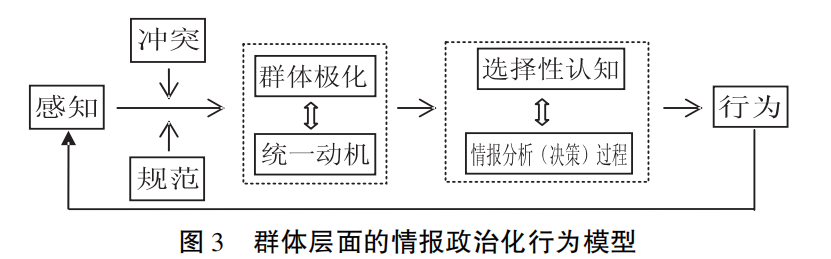 冲突
群体极化
选择性认知
感知
行为
统一动机
情报分析(决策)过程
规范
图 3 群体层面的情报政治化行为模型